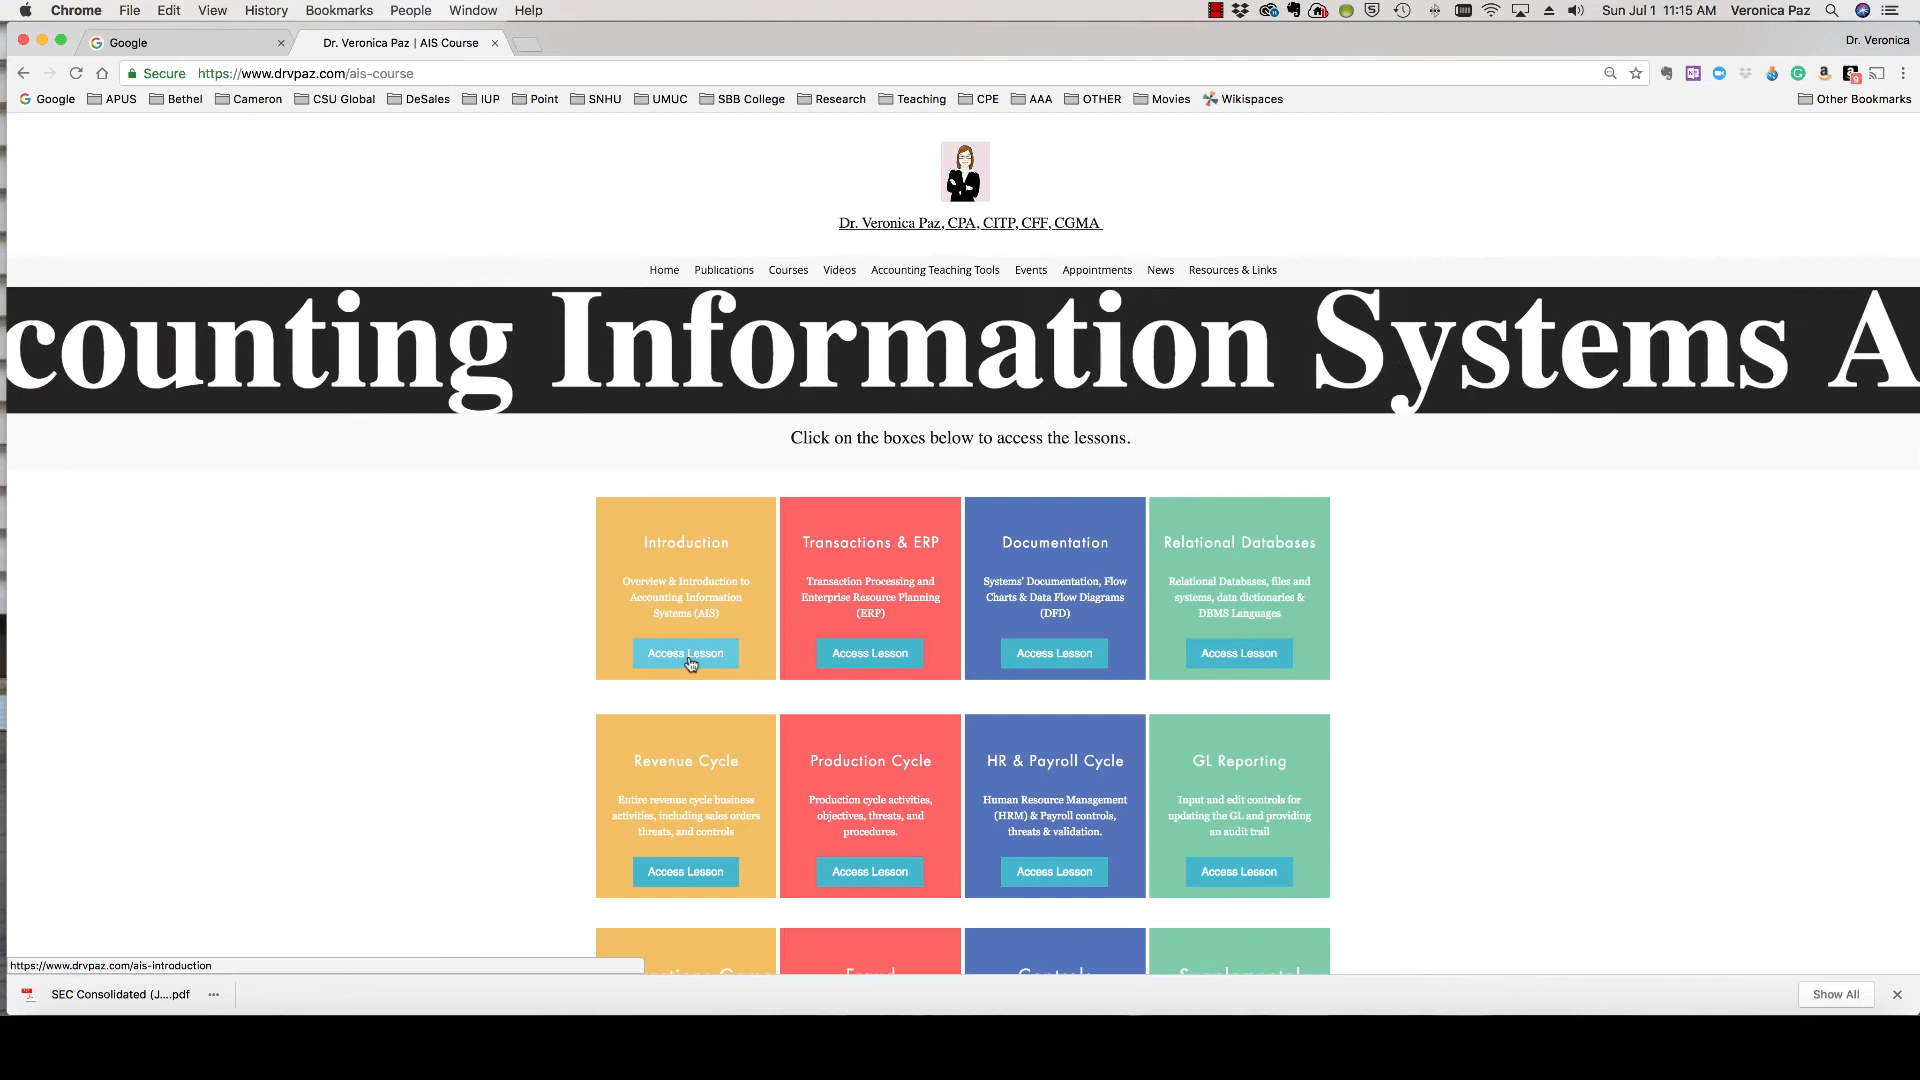 Chrome File Edit View History Bookmarks People Window Help Sun Jul 1 11:15 AM Veronica Paz
Google Dr. Veronica Paz | AIS Course Dr. Veronica
Secure https://www.drvpaz.com/ais-course
Google APUS Bethel Cameron CSU Global DeSales IUP Point SNHU UMUC SBB College Research Teaching CPE AAA OTHER Movies Wikispaces Other Bookmarks
Dr. Veronica Paz, CPA, CITP, CFF, CGMA
Home Publications Courses Videos Accounting Teaching Tools Events Appointments News Resources & Links
counting Information Systems A
Click on the boxes below to access the lessons.
Introduction
Overview & Introduction to
Accounting Information
Systems (AIS)
Access Lesson
Transactions & ERP
Transaction Processing and
Enterprise Resource Planning
(ERP)
Access Lesson
Documentation
Systems' Documentation, Flow
Charts & Data Flow Diagrams
(DFD)
Access Lesson
Relational Databases
Relational Databases, files and
systems, data dictionaries &
DBMS Languages
Access Lesson
Revenue Cycle
Entire revenue cycle business
activities, including sales orders
threats, and controls
Access Lesson
Production Cycle
Production cycle activities,
objectives, threats, and
procedures.
Access Lesson
HR & Payroll Cycle
Human Resource Management
(HRM) & Payroll controls,
threats & validation.
Access Lesson
GL Reporting
Input and edit controls for
updating the GL and providing
an audit trail
Access Lesson
Fraud Controls Supplemental
https://www.drvpaz.com/ais-introduction
SEC Consolidated (J....pdf Show All